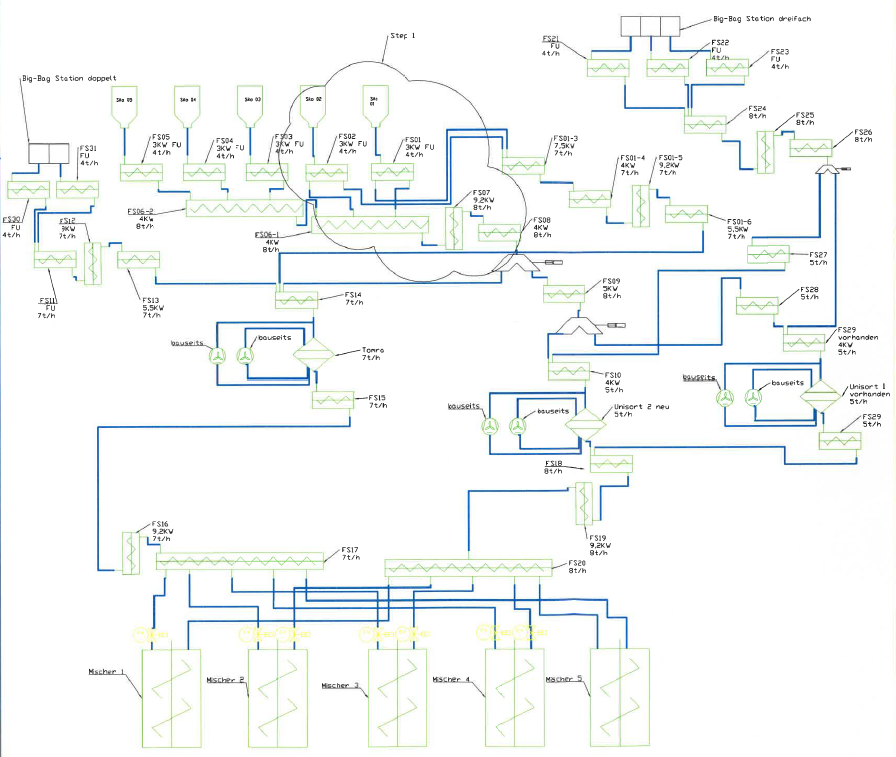 Big-Bag Station dreifach
FS21
FU
4t/h
FS22
FU
4t/h
FS23
FU
4t/h
Step 1
Big-Bag Station doppelt
Silo 05
Silo 04
Silo 03
Silo 02
Silo
01
FS24
8t/h
FS25
8t/h
FS26
8t/h
FS31
FU
4t/h
FS05
3KW FU
4t/h
FS04
3KW FU
4t/h
FS03
3KW FU
4t/h
FS02
3KW FU
4t/h
FS01
3KW FU
4t/h
FS01-3
7,5KW
7t/h
FS01-4
4KW
7t/h
FS01-5
9,2KW
7t/h
FS30
FU
4t/h
FS12
3KW
7t/h
FS06-2
4KW
8t/h
FS06-1
4KW
8t/h
FS07
9,2KW
8t/h
FS08
4KW
8t/h
FS01-6
5,5KW
7t/h
FS27
5t/h
FS11
FU
7t/h
FS13
5,5KW
7t/h
FS14
7t/h
FS09
5KW
8t/h
FS28
5t/h
FS29
vorhanden
4KW
5t/h
bauseits
bauseits
Tomra
7t/h
FS15
7t/h
FS10
4KW
5t/h
bauseits
bauseits
Unisort 2 neu
5t/h
bauseits
bauseits
Unisort 1
vorhanden
5t/h
FS29
5t/h
FS18
8t/h
FS19
9,2KW
8t/h
FS16
9,2KW
7t/h
FS17
7t/h
FS20
8t/h
Mischer 1
Mischer 2
Mischer 3
Mischer 4
Mischer 5